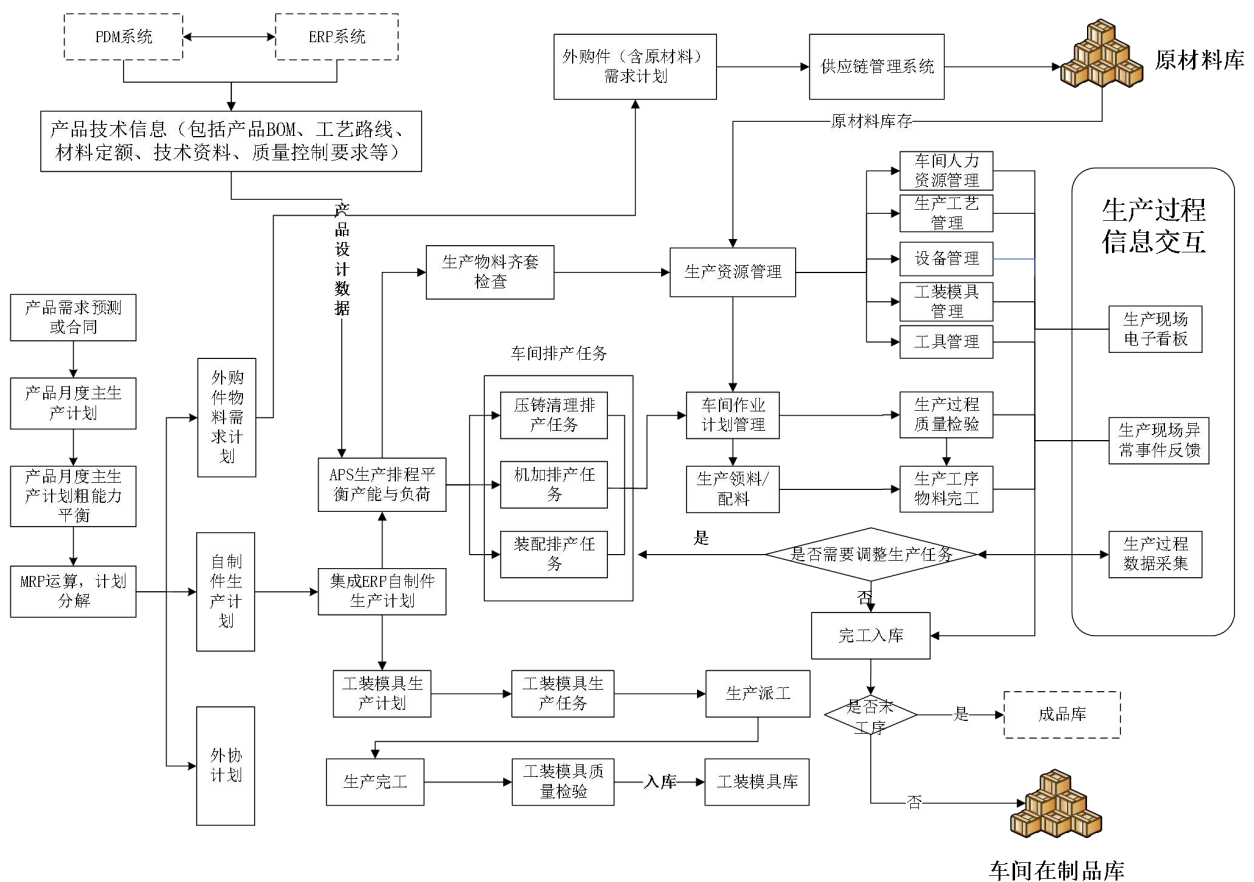 PDM系统
ERP系统
外购件（含原材料）
需求计划
供应链管理系统
原材料库
产品技术信息（包括产品BOM、工艺路线、
材料定额、技术资料、质量控制要求等）
原材料库存
车间人力
资源管理
生产工艺
管理
设备管理
工装模具
管理
工具管理
生产过程
信息交互
产品设计数据
生产物料齐套
检查
生产资源管理
产品需求预测
或合同
产品月度主生
产计划
产品月度主生
产计划粗能力
平衡
MRP运算，计划
分解
外购
件物
料需
求计
划
自制
件生
产计
划
外协
计划
APS生产排程平
衡产能与负荷
集成ERP自制件
生产计划
车间排产任务
压铸清理排
产任务
机加排产任
务
装配排产任
务
车间作业
计划管理
生产领料/
配料
生产过程
质量检验
生产工序
物料完工
生产现场
电子看板
生产现场异
常事件反馈
生产过程
数据采集
是
是否需要调整生产任务
否
完工入库
是否末
工序
是
成品库
否
车间在制品库
工装模具生
产计划
工装模具生
产任务
生产派工
生产完工
工装模具质
量检验
入库
工装模具库